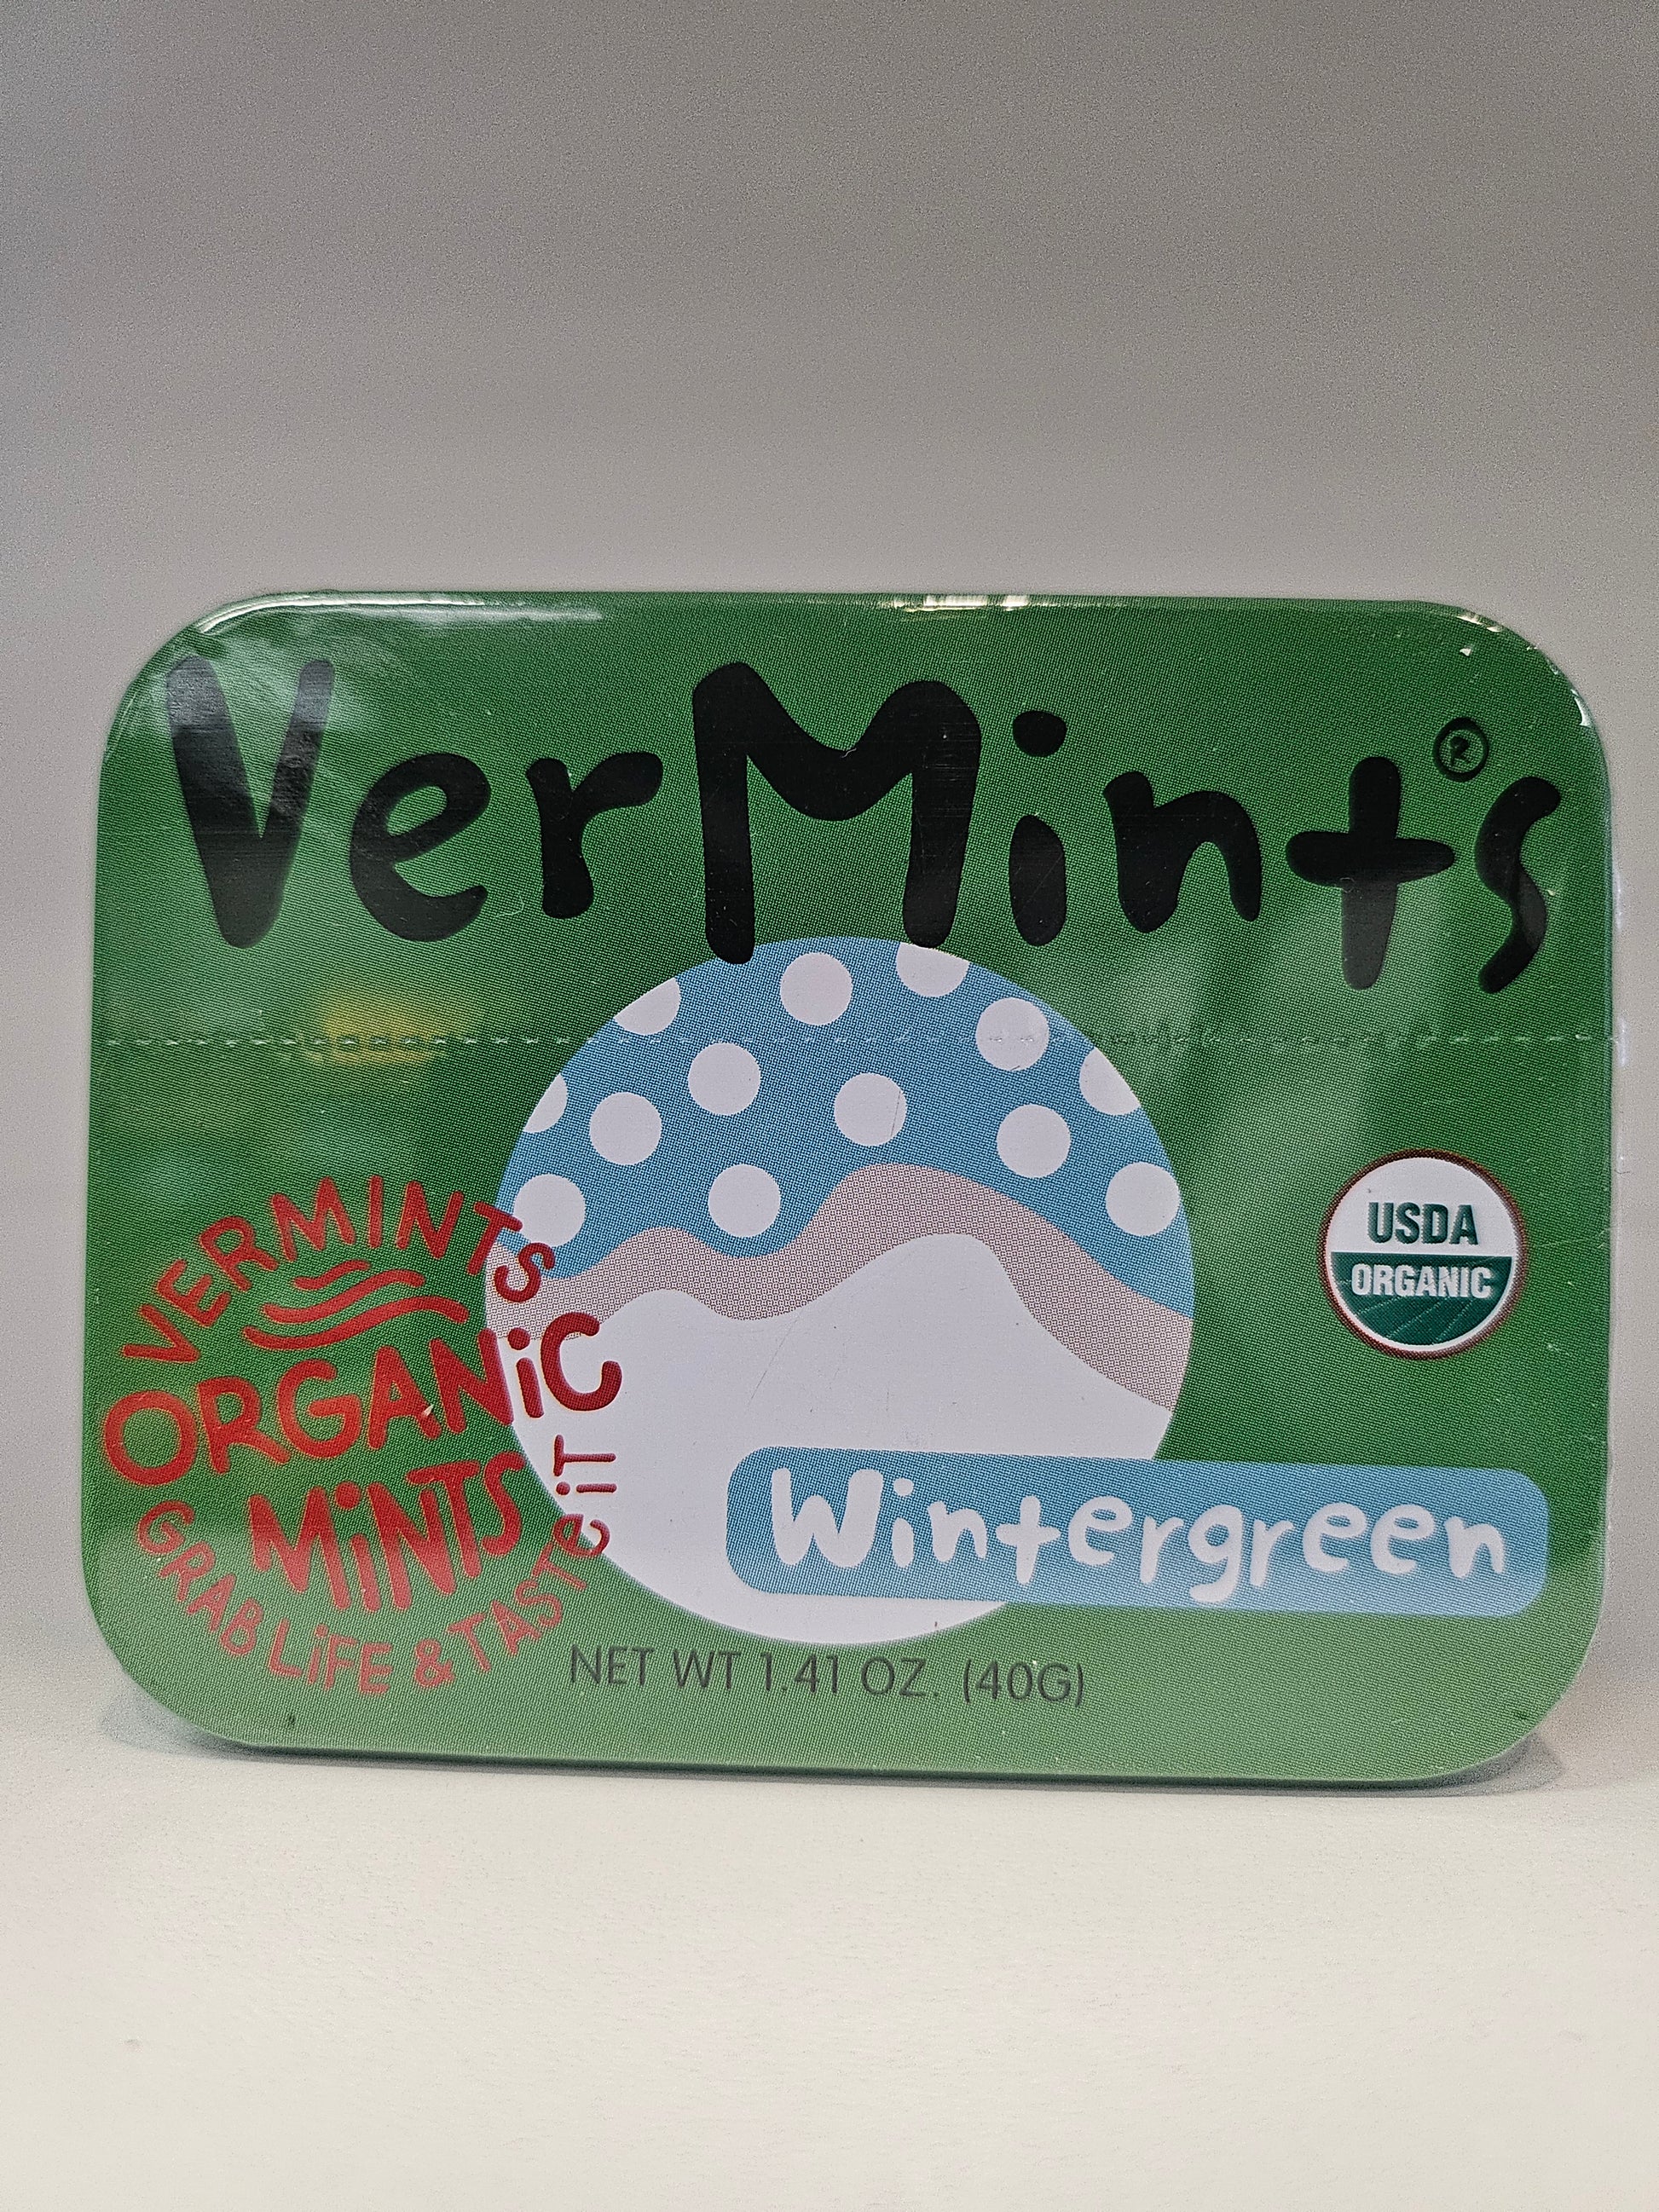 VerMints®
VERMINTS
ORGANiC
MiNTS
GRAB LiFE & TASTe iT
USDA
ORGANIC
Wintergreen
NET WT 1.41 OZ. (40G)